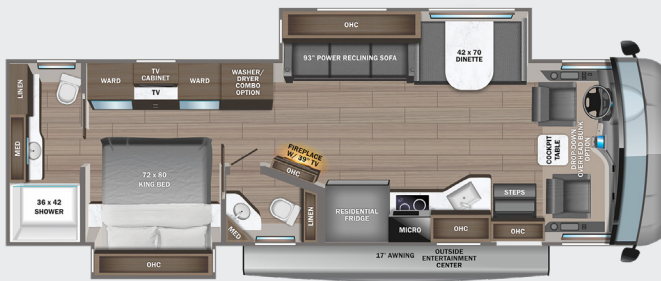 OHC
93" POWER RECLINING SOFA
42 x 70
DINETTE
LINEN
WARD
TV
CABINET
TV
WARD
WASHER/
DRYER
COMBO
OPTION
MED
FIREPLACE
W/ 39" TV
OHC
COCKPIT
TABLE
DROP-DOWN
OVERHEAD BUNK
OPTION
72 x 80
KING BED
36 x 42
SHOWER
MED
LINEN
RESIDENTIAL
FRIDGE
MICRO
OHC
STEPS
OHC
OHC
17' AWNING
OUTSIDE
ENTERTAINMENT
CENTER